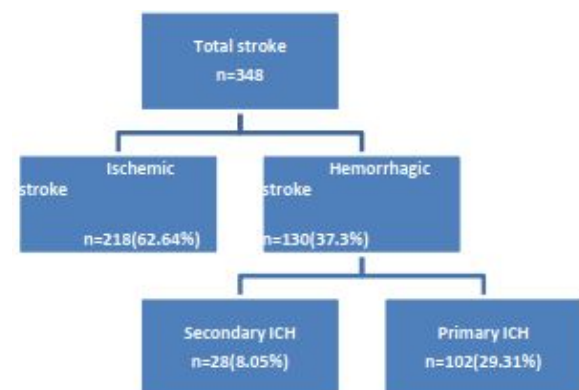 Total stroke
n=348
Ischemic
stroke
n=218(62.64%)
Hemorrhagic
stroke
n=130(37.3%)
Secondary ICH
n=28(8.05%)
Primary ICH
n=102(29.31%)